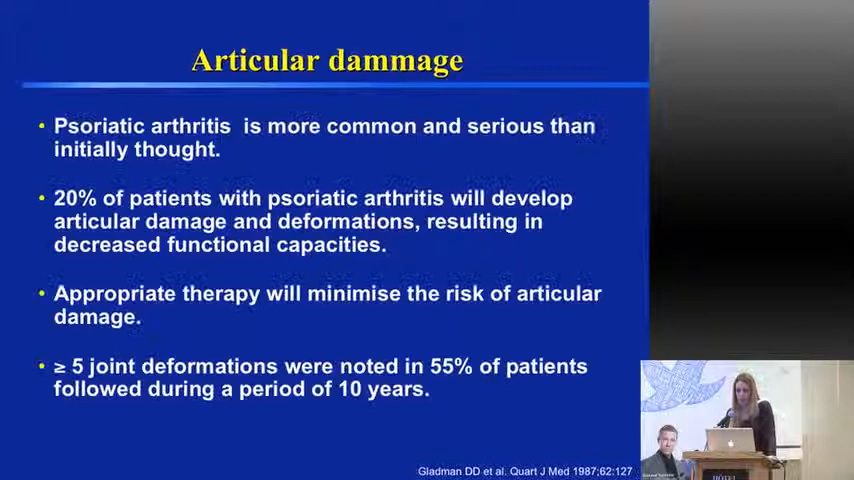 Articular dammage
• Psoriatic arthritis is more common and serious than
initially thought.
• 20% of patients with psoriatic arthritis will develop
articular damage and deformations, resulting in
decreased functional capacities.
• Appropriate therapy will minimise the risk of articular
damage.
• ≥ 5 joint deformations were noted in 55% of patients
followed during a period of 10 years.
Gladman DD et al. Quart J Med 1987;62:127
HÔTEL